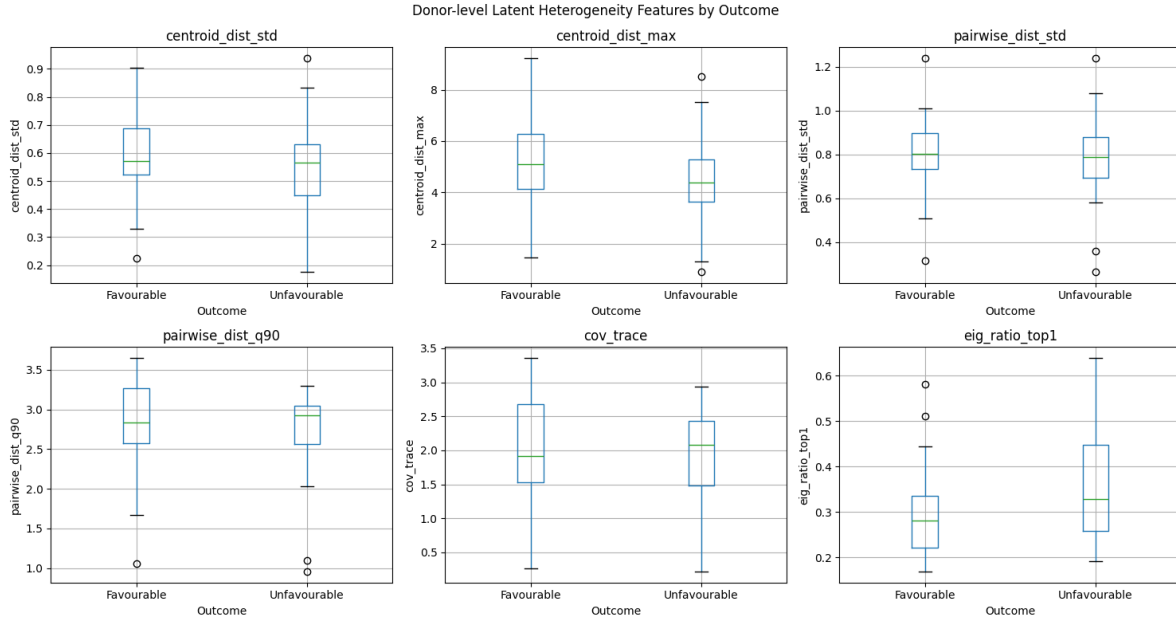 Donor-level Latent Heterogeneity Features by Outcome
centroid_dist_std
centroid_dist_std
0.9
0.8
0.7
0.6
0.5
0.4
0.3
0.2
Favourable Unfavourable
Outcome
centroid_dist_max
centroid_dist_max
8
6
4
2
Favourable Unfavourable
Outcome
pairwise_dist_std
pairwise_dist_std
1.2
1.0
0.8
0.6
0.4
Favourable Unfavourable
Outcome
pairwise_dist_q90
pairwise_dist_q90
3.5
3.0
2.5
2.0
1.5
1.0
Favourable Unfavourable
Outcome
cov_trace
cov_trace
3.5
3.0
2.5
2.0
1.5
1.0
0.5
Favourable Unfavourable
Outcome
eig_ratio_top1
eig_ratio_top1
0.6
0.5
0.4
0.3
0.2
Favourable Unfavourable
Outcome